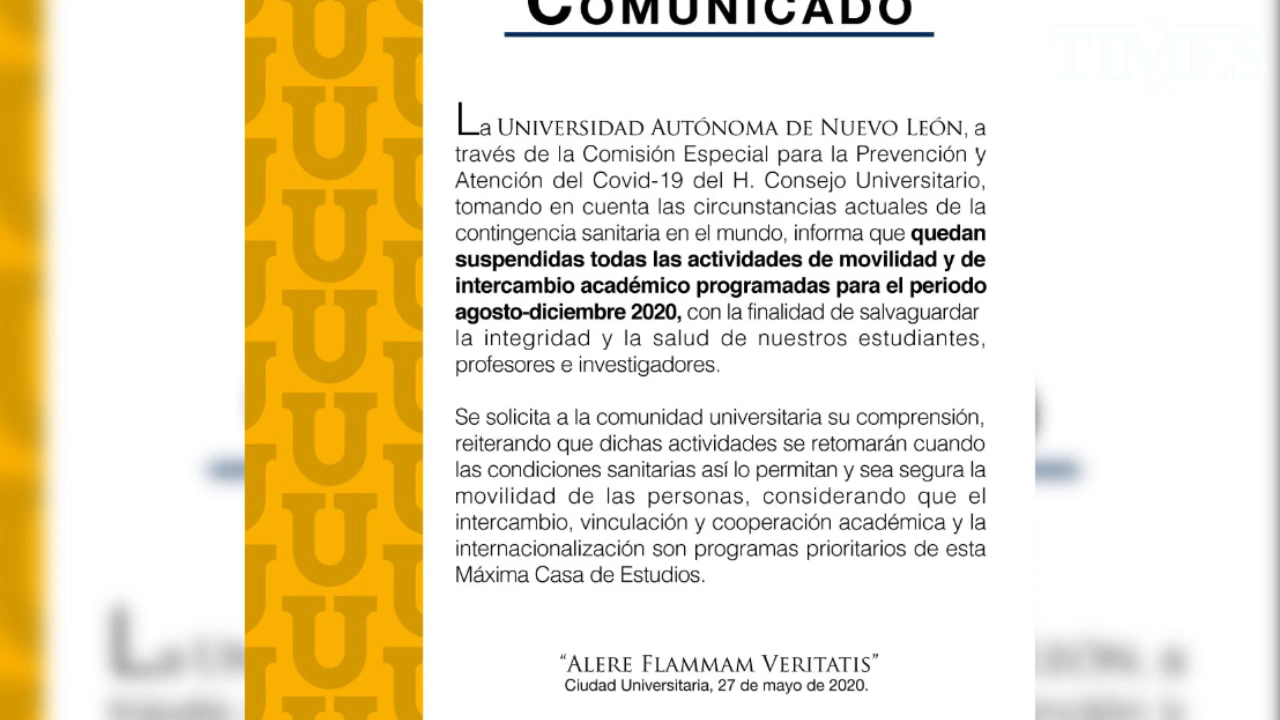 COMUNICADO
TIMES
La UNIVERSIDAD AUTÓNOMA DE NUEVO LEÓN, a
través de la Comisión Especial para la Prevención y
Atención del Covid-19 del H. Consejo Universitario,
tomando en cuenta las circunstancias actuales de la
contingencia sanitaria en el mundo, informa que quedan
suspendidas todas las actividades de movilidad y de
intercambio académico programadas para el periodo
agosto-diciembre 2020, con la finalidad de salvaguardar
la integridad y la salud de nuestros estudiantes,
profesores e investigadores.
Se solicita a la comunidad universitaria su comprensión,
reiterando que dichas actividades se retomarán cuando
las condiciones sanitarias así lo permitan y sea segura la
movilidad de las personas, considerando que el
intercambio, vinculación y cooperación académica y la
internacionalización son programas prioritarios de esta
Máxima Casa de Estudios.
“ALERE FLAMMAM VERITATIS”
Ciudad Universitaria, 27 de mayo de 2020.